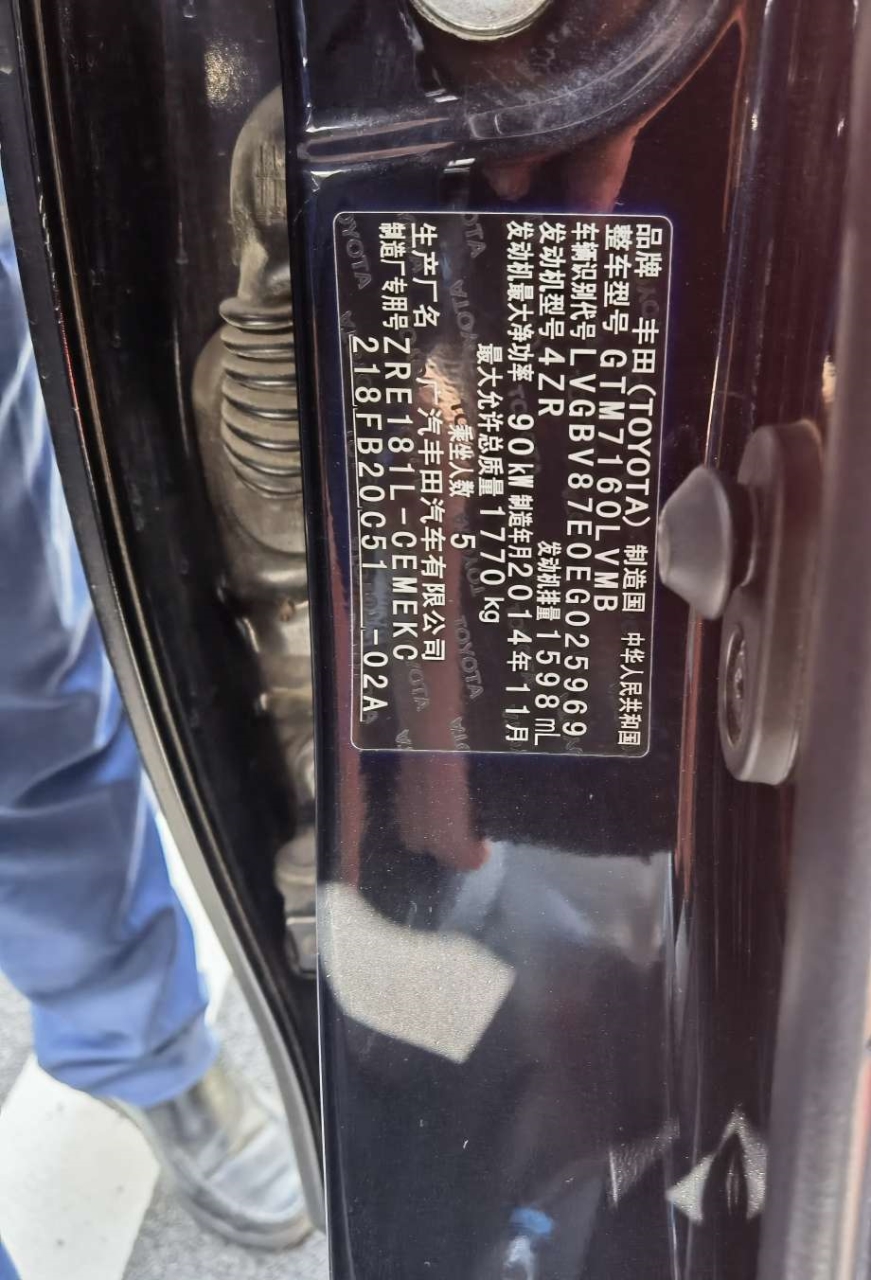 品牌 丰田(TOYOTA) 制造国 中华人民共和国
整车型号 GTM7160LVMB
车辆识别代号 LVGBV87E0EG025969
发动机型号 4ZR 发动机排量 1598mL
发动机最大净功率 90kW 制造年月 2014年11月
最大允许总质量 1770kg
乘坐人数 5
生产厂名 广汽丰田汽车有限公司
制造厂专用号 ZRE181L-CEMEKC
218 FB20 C51 -02A